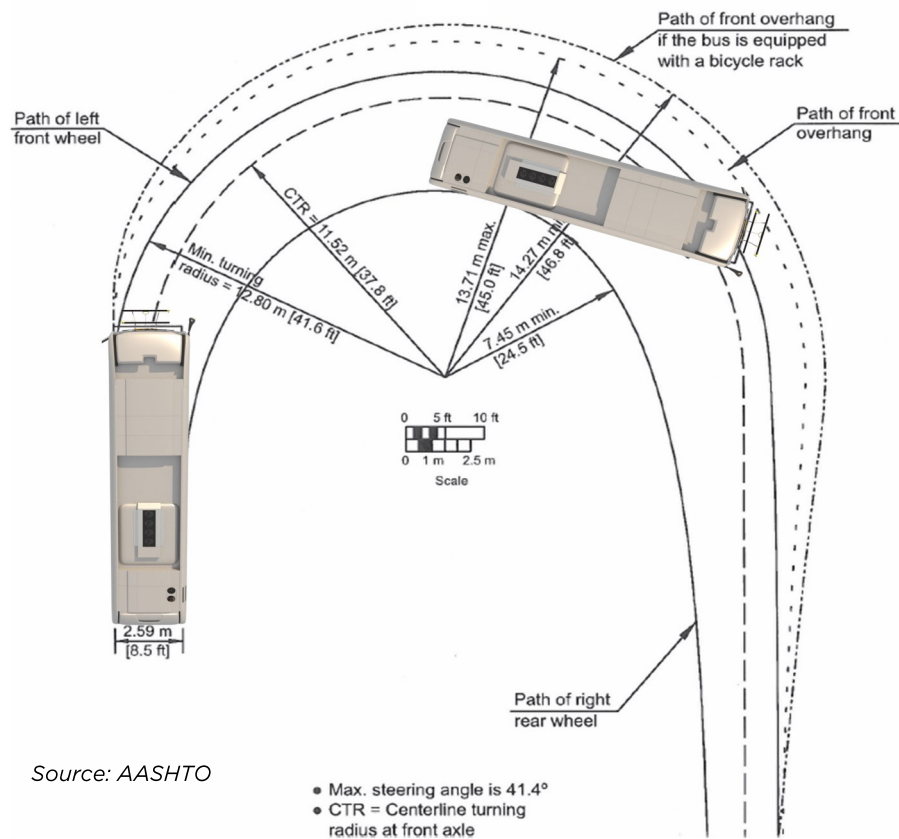 Path of front overhang
if the bus is equipped
with a bicycle rack
Path of left
front wheel
Path of front
overhang
CTR = 11.52 m [37.8 ft]
Min. turning
radius = 12.80 m [41.6 ft]
13.71 m max.
[45.0 ft]
14.27 m
[46.8 ft]
7.45 m min.
[24.5 ft]
0 5 ft 10 ft
0 1 m 2.5 m
Scale
2.59 m
[8.5 ft]
Path of right
rear wheel
Source: AASHTO
• Max. steering angle is 41.4º
• CTR = Centerline turning
radius at front axle